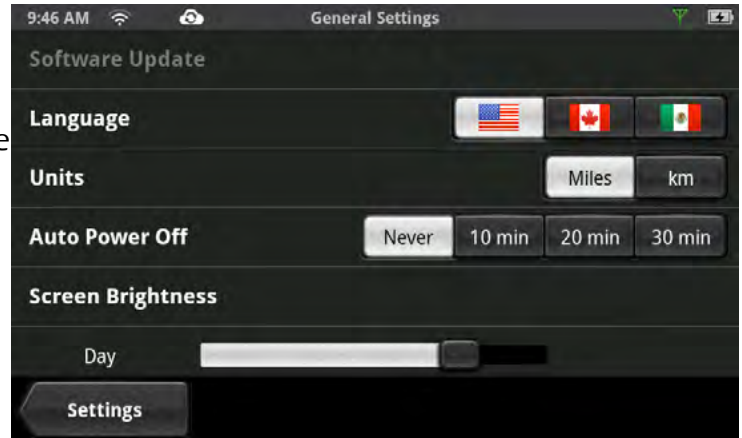 9:46 AM General Settings
Software Update
Language
e
Units Miles km
Auto Power Off Never 10 min 20 min 30 min
Screen Brightness
Day
Settings